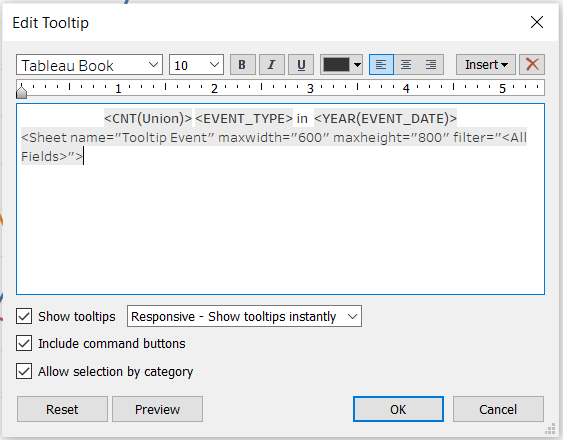 Edit Tooltip
Tableau Book 10 B I U Insert
1 2 3 4 5
<CNT(Union)> <EVENT_TYPE> in <YEAR(EVENT_DATE)>
<Sheet name="Tooltip Event" maxwidth="600" maxheight="800" filter="<All
Fields>">
Show tooltips Responsive - Show tooltips instantly
Include command buttons
Allow selection by category
Reset Preview OK Cancel